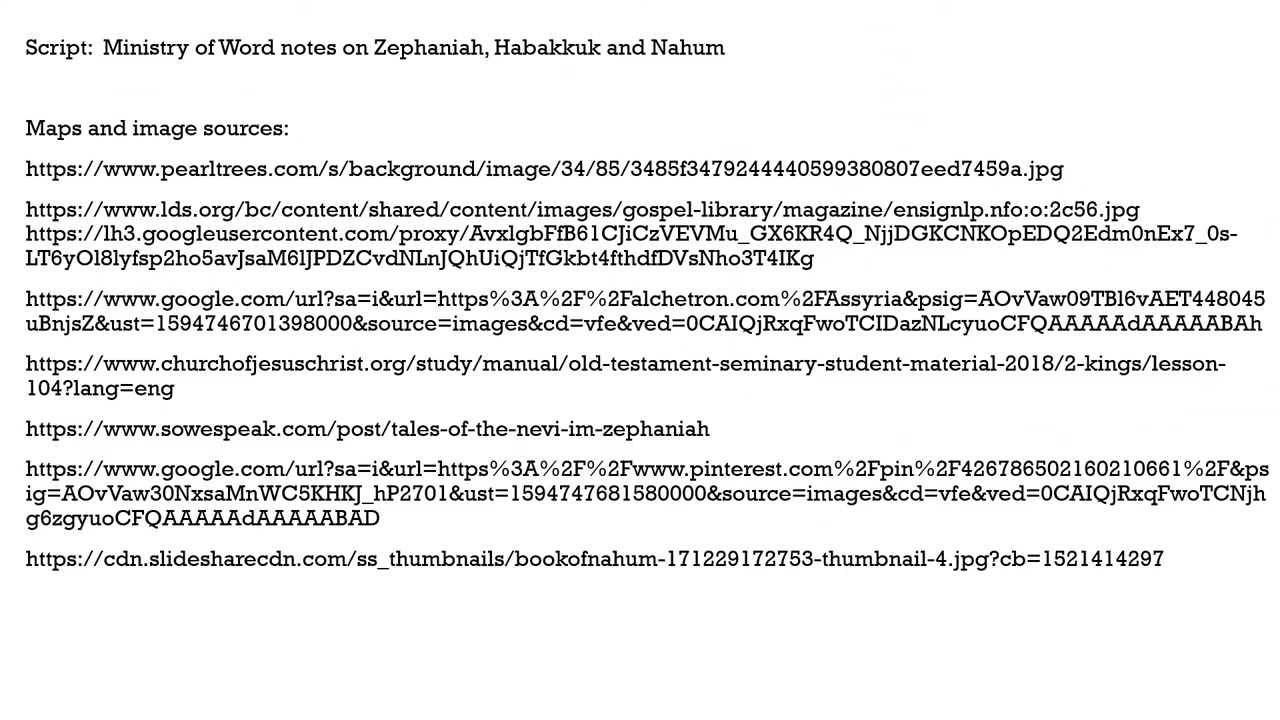 Script:  Ministry of Word notes on Zephaniah, Habakkuk and Nahum
Maps and image sources:
https://www.pearltrees.com/s/background/image/34/85/3485f3479244440599380807eed7459a.jpg
https://www.lds.org/bc/content/shared/content/images/gospel-library/magazine/ensignlp.nfo:o:2c56.jpg
https://lh3.googleusercontent.com/proxy/AvxlgbFfB61CJiCzVEVMu_GX6KR4Q_NjjDGKCNKOpEDQ2Edm0nEx7_0s-
LT6yOl8lyfsp2ho5avJsaM6lJPDZCvdNLnJQhUiQjTfGkbt4fthdfDVsNho3T4IKg
https://www.google.com/url?sa=i&url=https%3A%2F%2Falchetron.com%2FAssyria&psig=AOvVaw09TBl6vAET448045
uBnjsZ&ust=1594746701398000&source=images&cd=vfe&ved=0CAIQjRxqFwoTCIDazNLcyuoCFQAAAAAdAAAAABAh
https://www.churchofjesuschrist.org/study/manual/old-testament-seminary-student-material-2018/2-kings/lesson-
104?lang=eng
https://www.sowespeak.com/post/tales-of-the-nevi-im-zephaniah
https://www.google.com/url?sa=i&url=https%3A%2F%2Fwww.pinterest.com%2Fpin%2F426786502160210661%2F&ps
ig=AOvVaw30NxsaMnWC5KHKJ_hP2701&ust=1594747681580000&source=images&cd=vfe&ved=0CAIQjRxqFwoTCNjh
g6zgyuoCFQAAAAAdAAAAABAD
https://cdn.slidesharecdn.com/ss_thumbnails/bookofnahum-171229172753-thumbnail-4.jpg?cb=1521414297